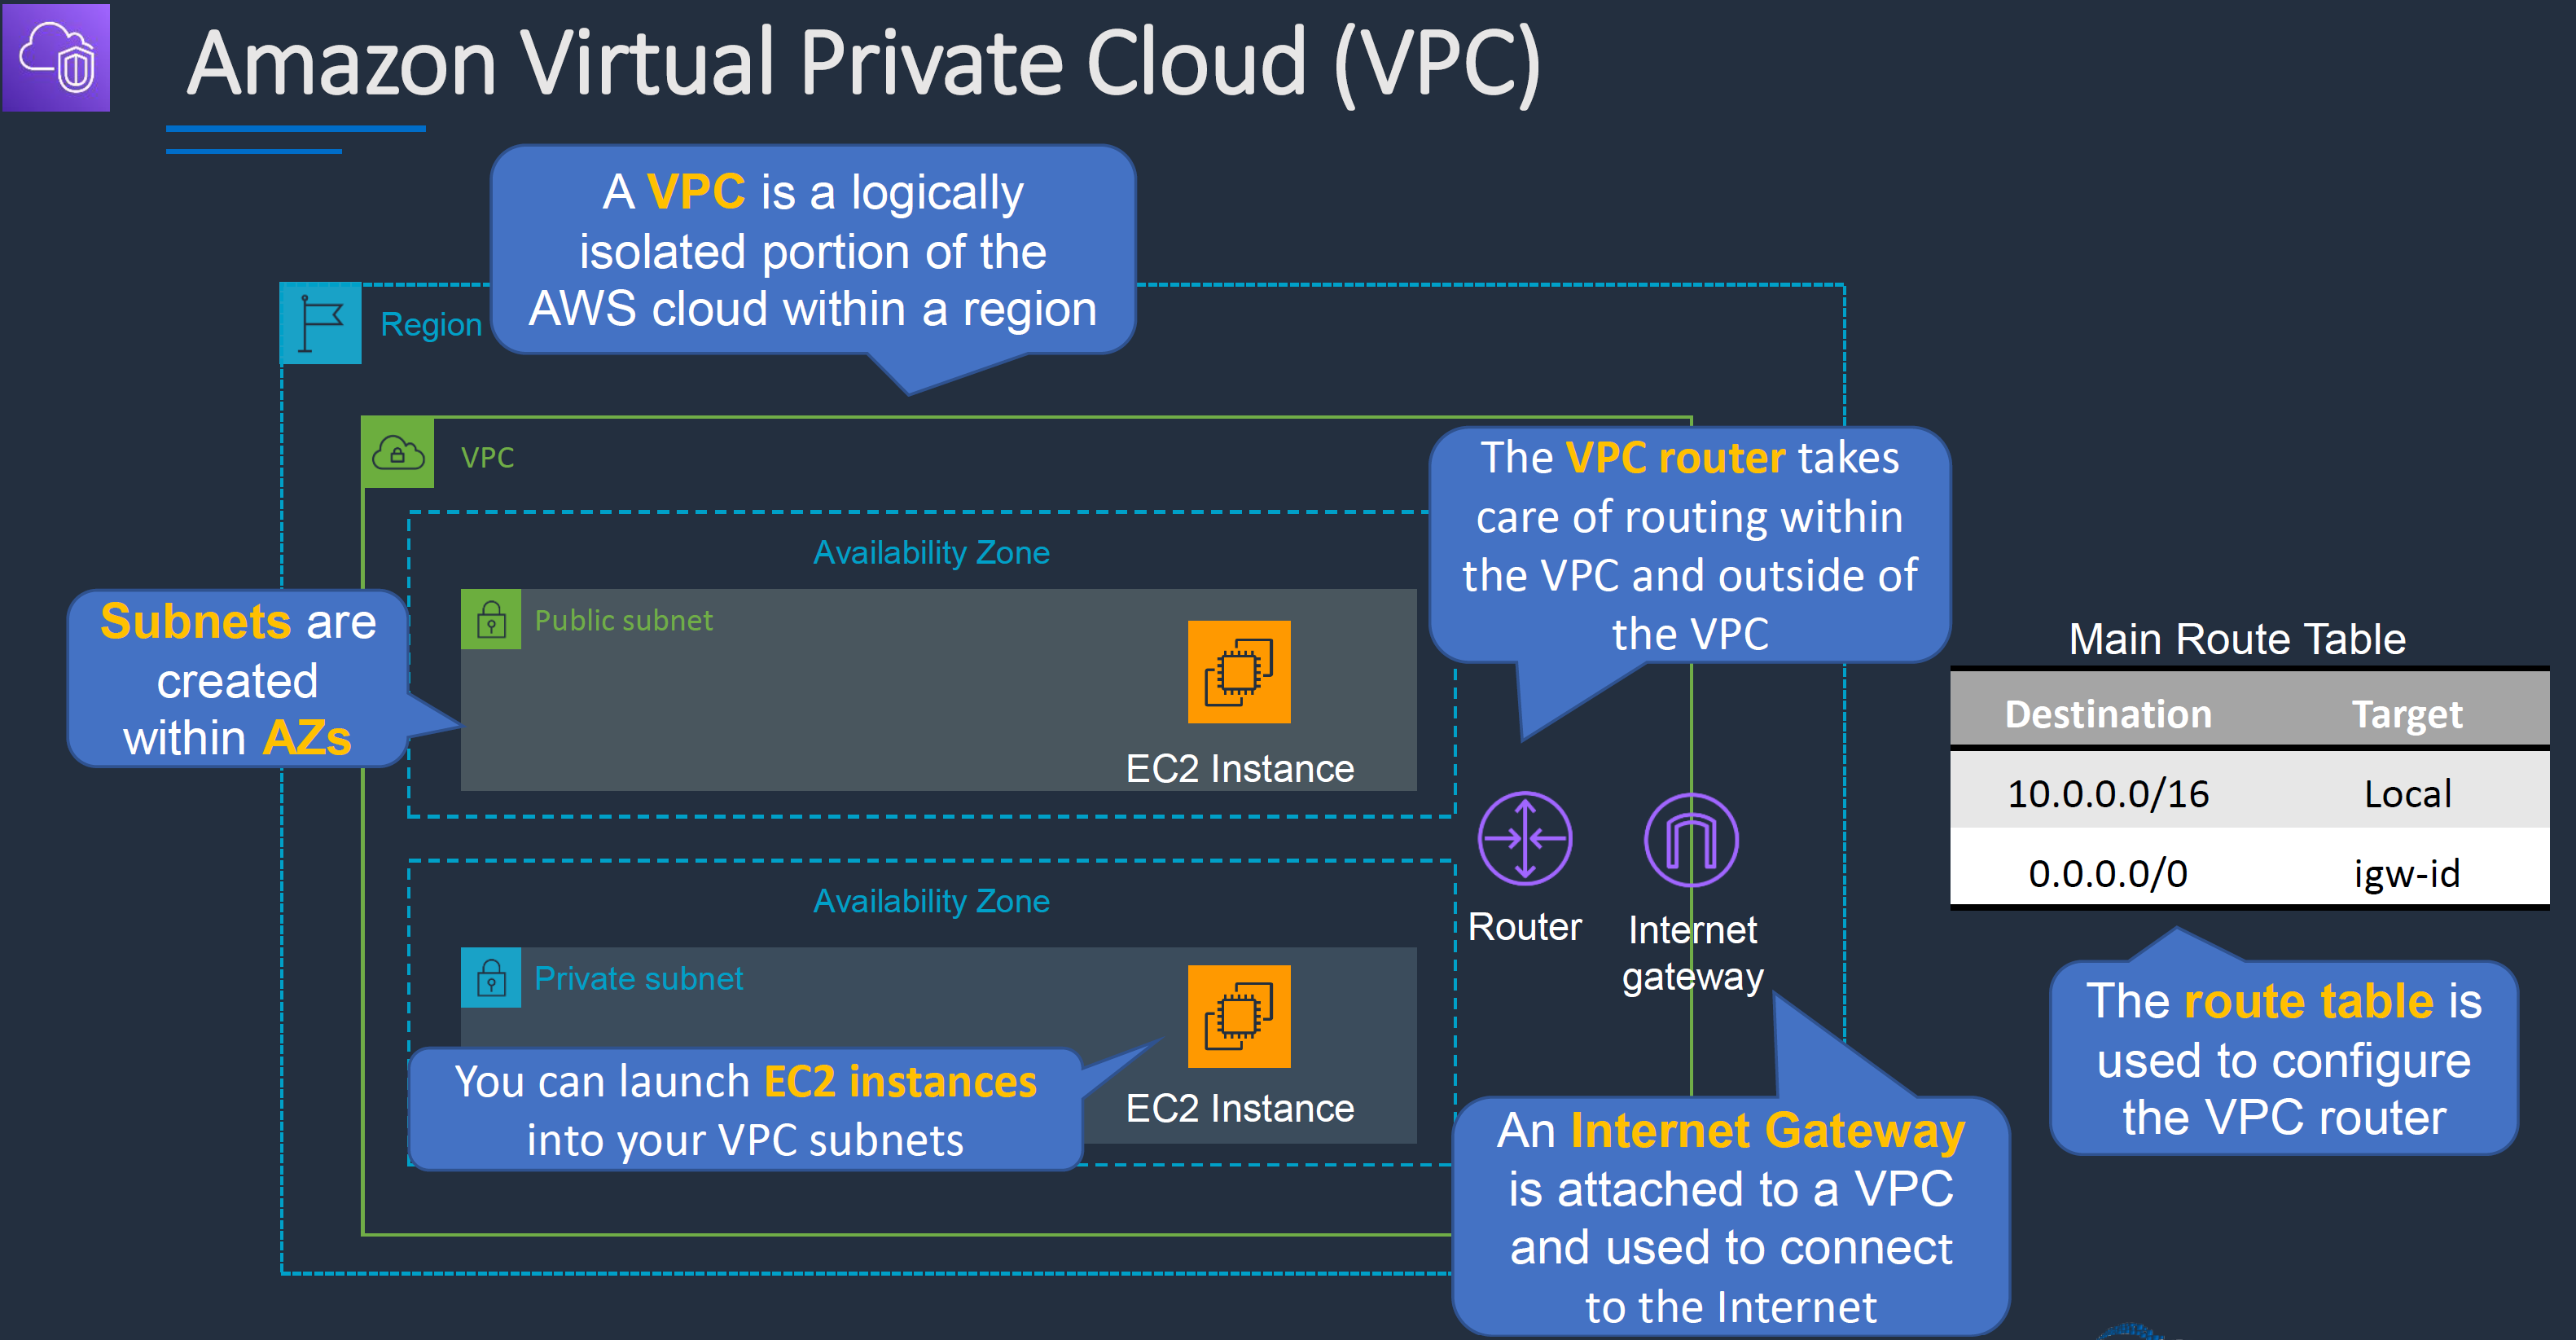 Amazon Virtual Private Cloud (VPC)
A VPC is a logically
isolated portion of the
AWS cloud within a region
Region
VPC
The VPC router takes
care of routing within
the VPC and outside of
the VPC
Availability Zone
Public subnet
Subnets are
created
within AZs
EC2 Instance
Main Route Table
Destination Target
10.0.0.0/16 Local
0.0.0.0/0 igw-id
Availability Zone
Router
Internet
gateway
Private subnet
The route table is
used to configure
the VPC router
You can launch EC2 instances
into your VPC subnets
EC2 Instance
An Internet Gateway
is attached to a VPC
and used to connect
to the Internet